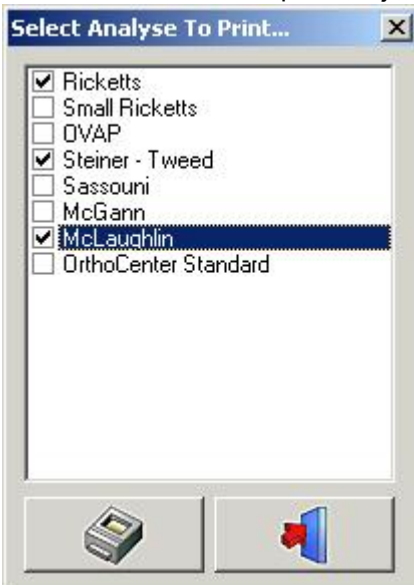 Select Analyse To Print...
Ricketts
Small Ricketts
OVAP
Steiner - Tweed
Sassouni
McGann
McLaughlin
OrthoCenter Standard